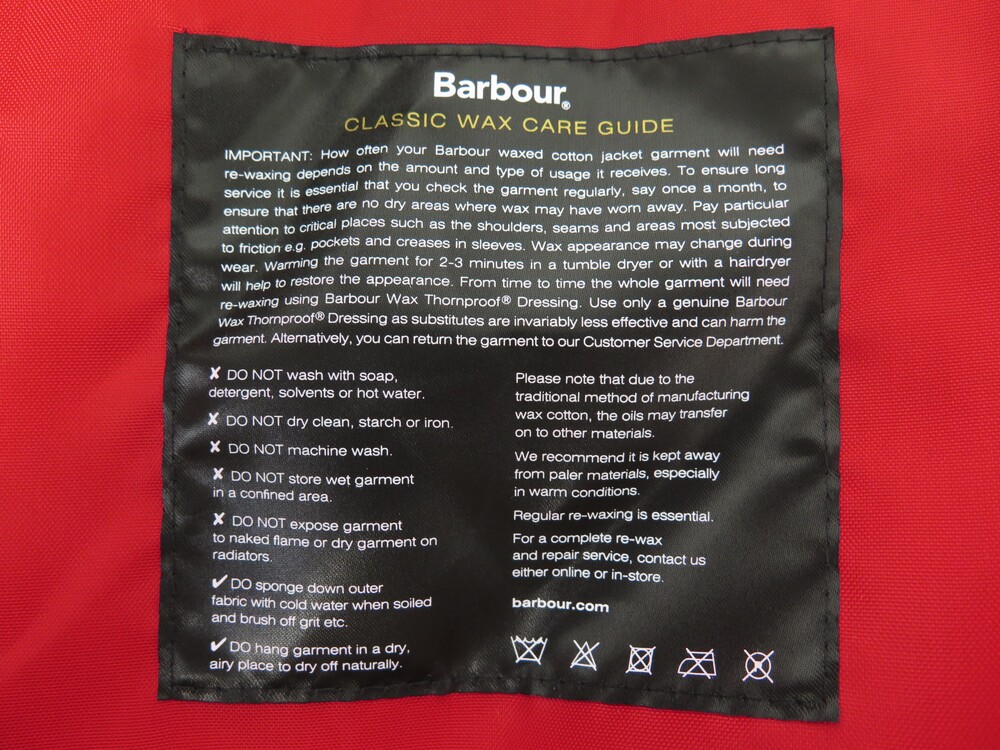 Barbour®
CLASSIC WAX CARE GUIDE
IMPORTANT: How often your Barbour waxed cotton jacket garment will need
re-waxing depends on the amount and type of usage it receives. To ensure long
service it is essential that you check the garment regularly, say once a month, to
ensure that there are no dry areas where wax may have worn away. Pay particular
attention to critical places such as the shoulders, seams and areas most subjected
to friction e.g. pockets and creases in sleeves. Wax appearance may change during
wear. Warming the garment for 2-3 minutes in a tumble dryer or with a hairdryer
will help to restore the appearance. From time to time the whole garment will need
re-waxing using Barbour Wax Thornproof® Dressing. Use only a genuine Barbour
Wax Thornproof® Dressing as substitutes are invariably less effective and can harm the
garment. Alternatively, you can return the garment to our Customer Service Department.
✘ DO NOT wash with soap,
detergent, solvents or hot water.
✘ DO NOT dry clean, starch or iron.
✘ DO NOT machine wash.
✘ DO NOT store wet garment
in a confined area.
✘ DO NOT expose garment
to naked flame or dry garment on
radiators.
✔ DO sponge down outer
fabric with cold water when soiled
and brush off grit etc.
✔ DO hang garment in a dry,
airy place to dry off naturally.
Please note that due to the
traditional method of manufacturing
wax cotton, the oils may transfer
on to other materials.
We recommend it is kept away
from paler materials, especially
in warm conditions.
Regular re-waxing is essential.
For a complete re-wax
and repair service, contact us
either online or in-store.
barbour.com